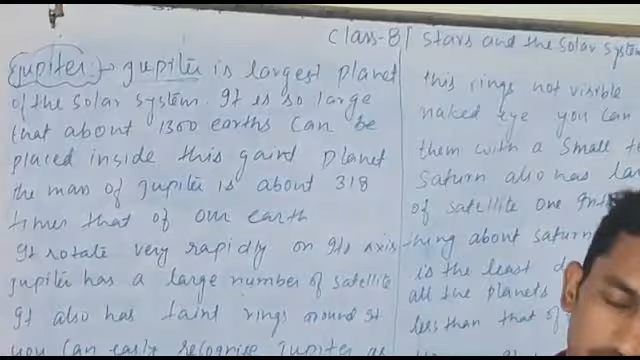 Class-8 | Stars and the Solar System
Jupiter:- Jupiter is largest planet
of the solar system. It is so large
that about 1300 earths can be
placed inside this gaint planet
the mass of Jupiter is about 318
times that of our earth
It rotate very rapidly on its axis
Jupiter has a large number of satellite
It also has faint rings around it
you can early recognise Jupiter as
this rings not visible
naked eye you can
them with a small
Saturn also has
of satellite one
thing about Saturn
is the least
all the planets
less than that of